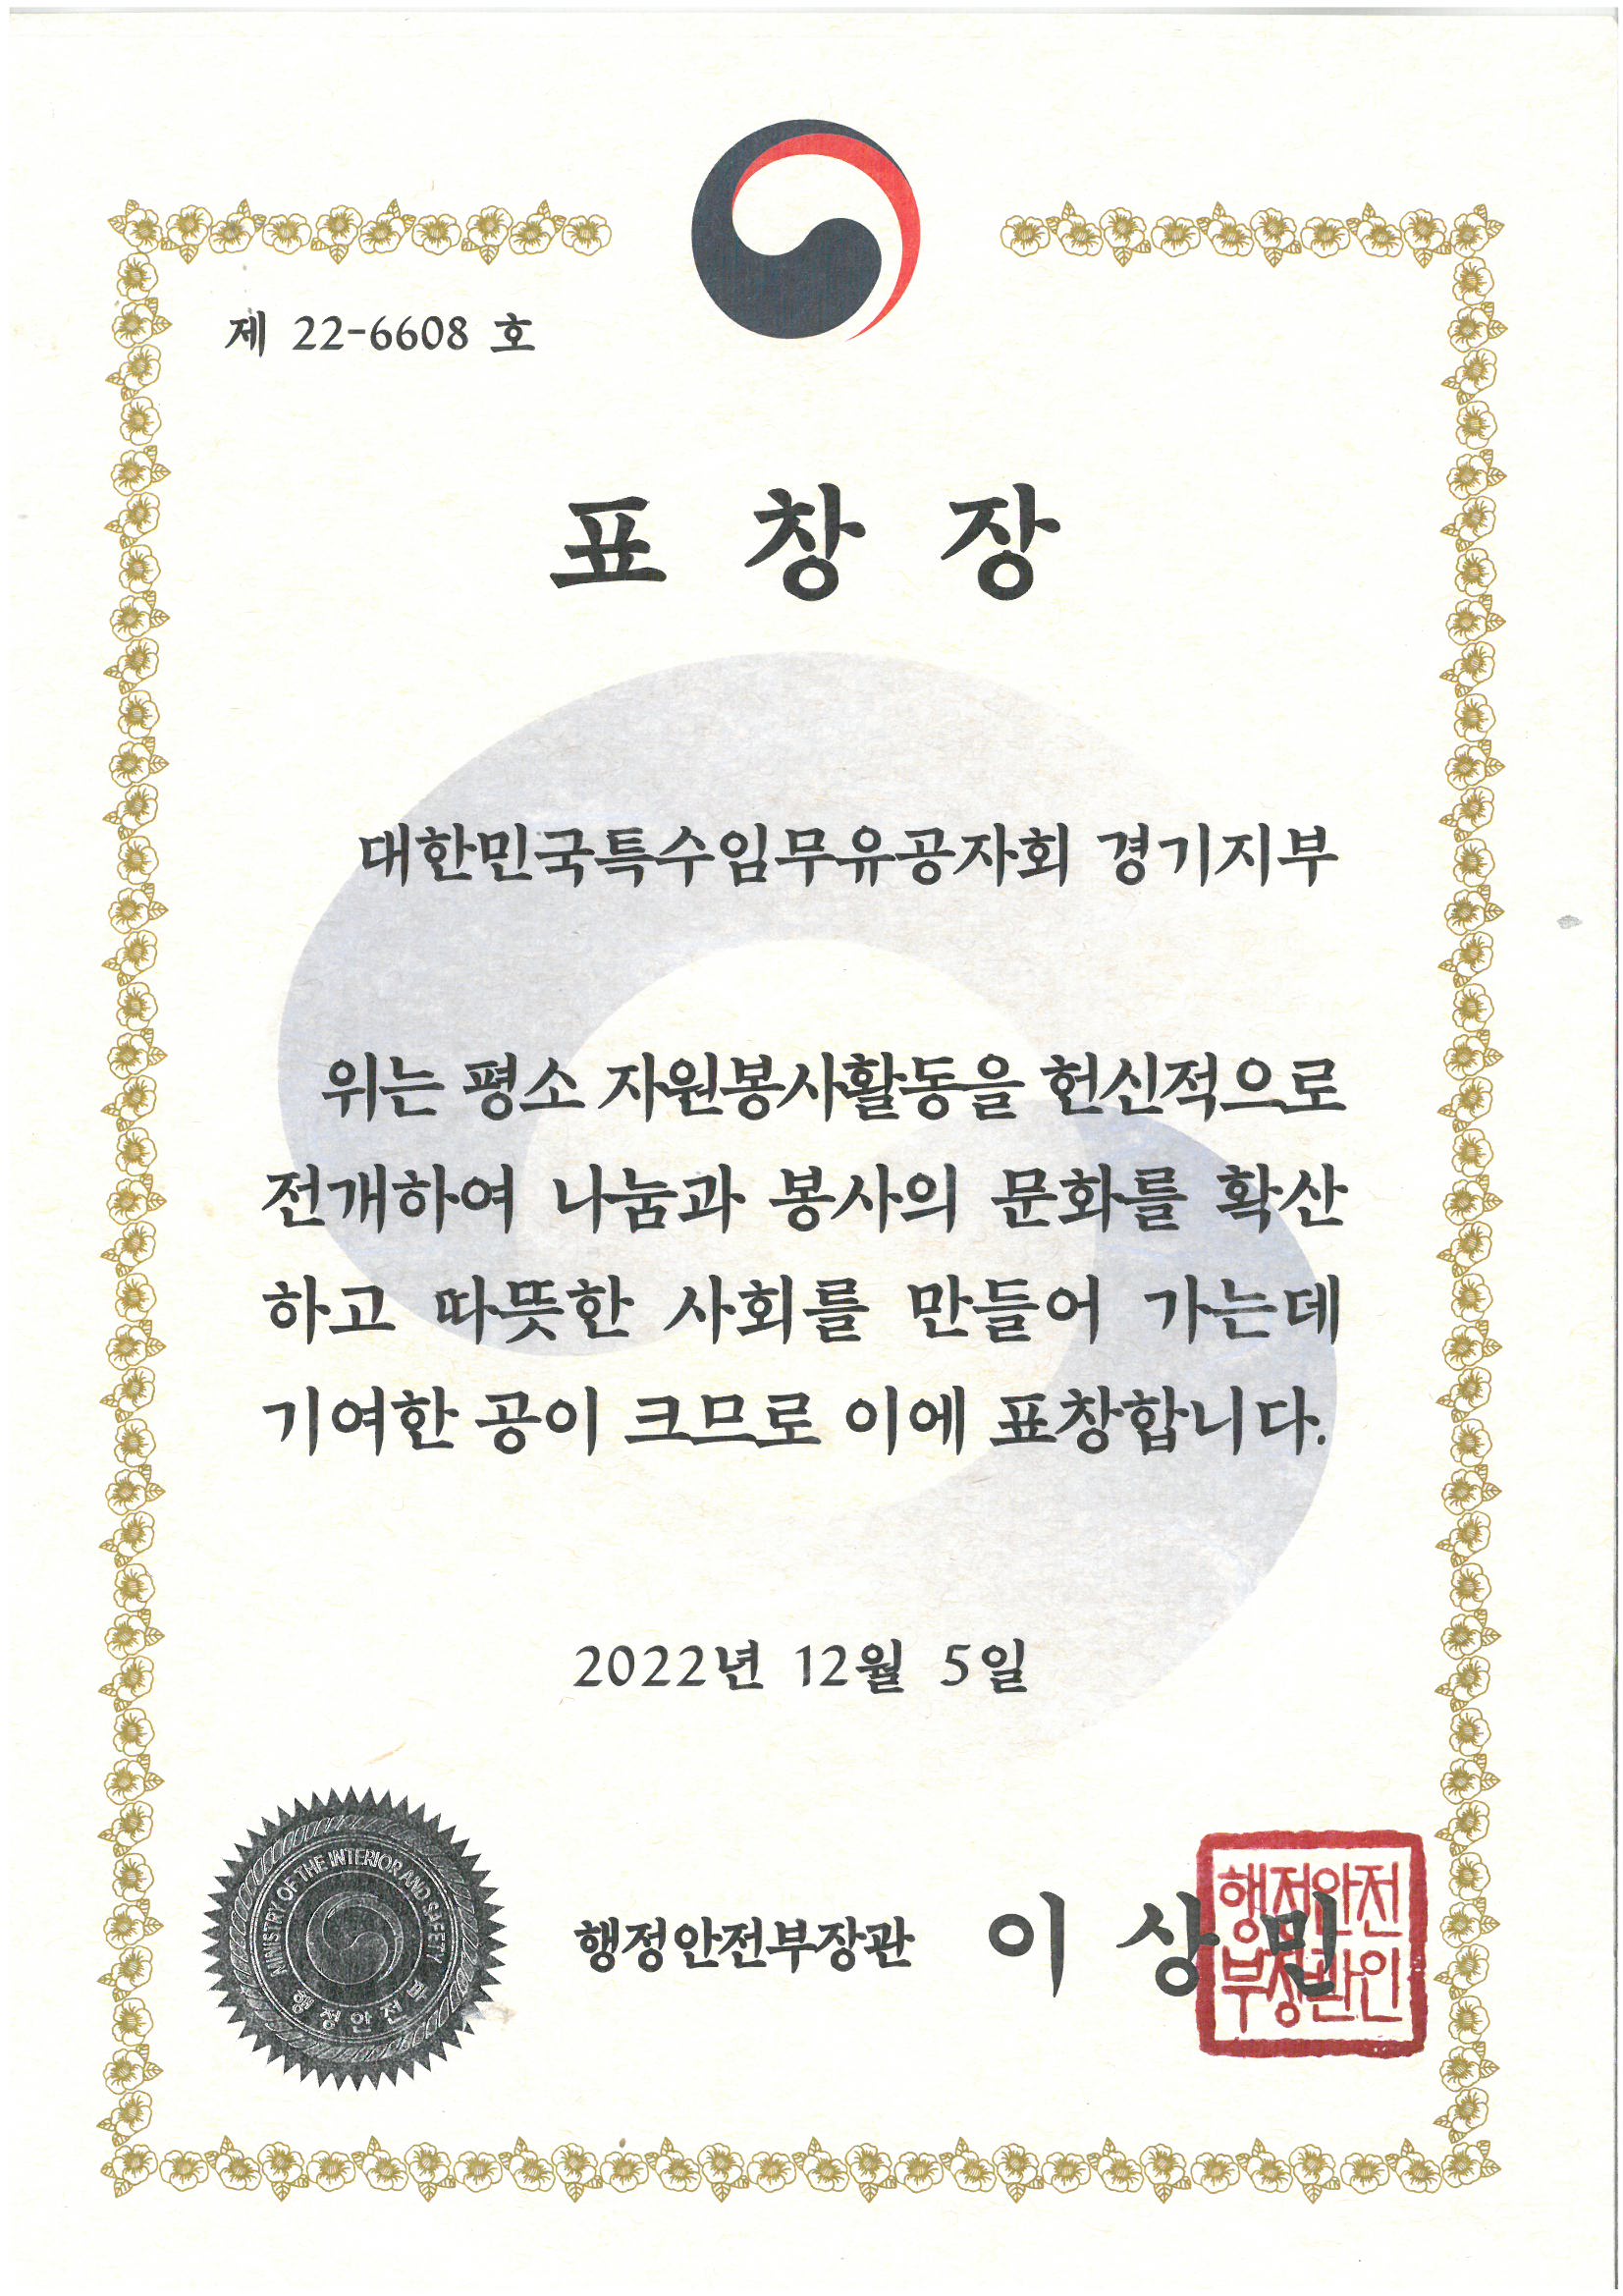 제 22-6608 호
표 창 장
대한민국특수임무유공자회 경기지부
위는 평소 자원봉사활동을 헌신적으로
전개하여 나눔과 봉사의 문화를 확산
하고 따뜻한 사회를 만들어 가는데
기여한 공이 크므로 이에 표창합니다.
2022년 12월 5일
MINISTRY OF THE INTERIOR AND SAFETY
행정안전부
행정안전부장관 이 상 민
행정안전
부장관인